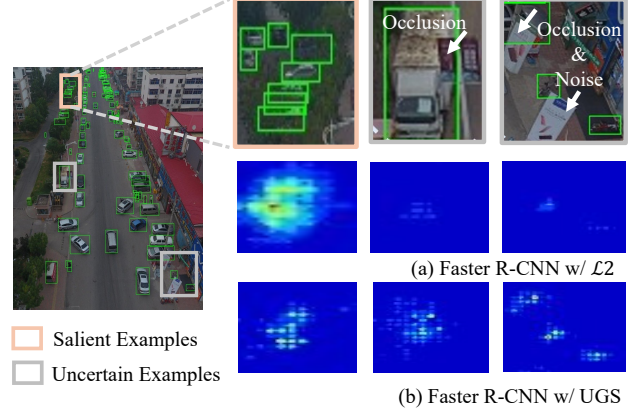 Occlusion
Occlusion
&
Noise
(a) Faster R-CNN w/ ℒ2
Salient Examples
Uncertain Examples
(b) Faster R-CNN w/ UGS